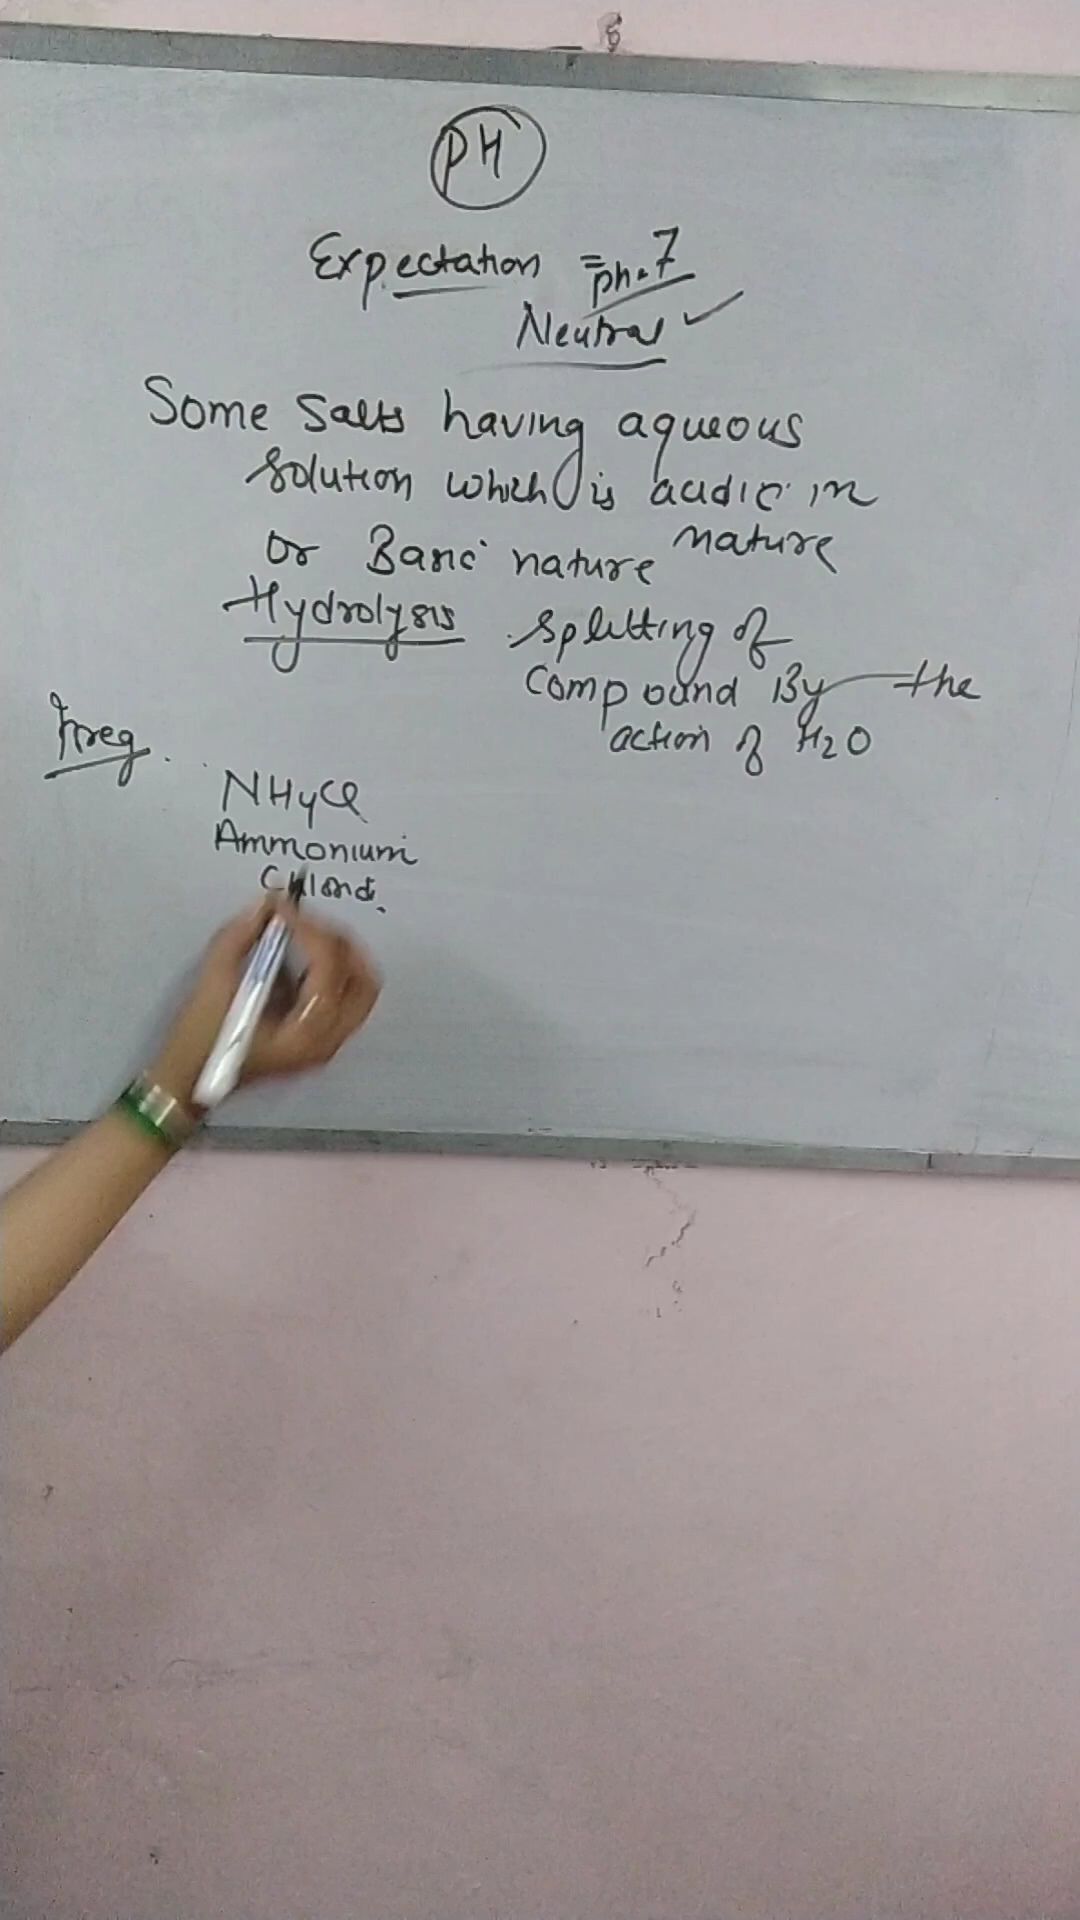 PH
Expectation = ph = 7
Neutral ✓
Some Salts having aqueous
solution which is acidic in
nature
or Basic nature
Hydrolysis splitting of
compound By the
action of H2O
NH4Cl
Ammonium
Chlorid.